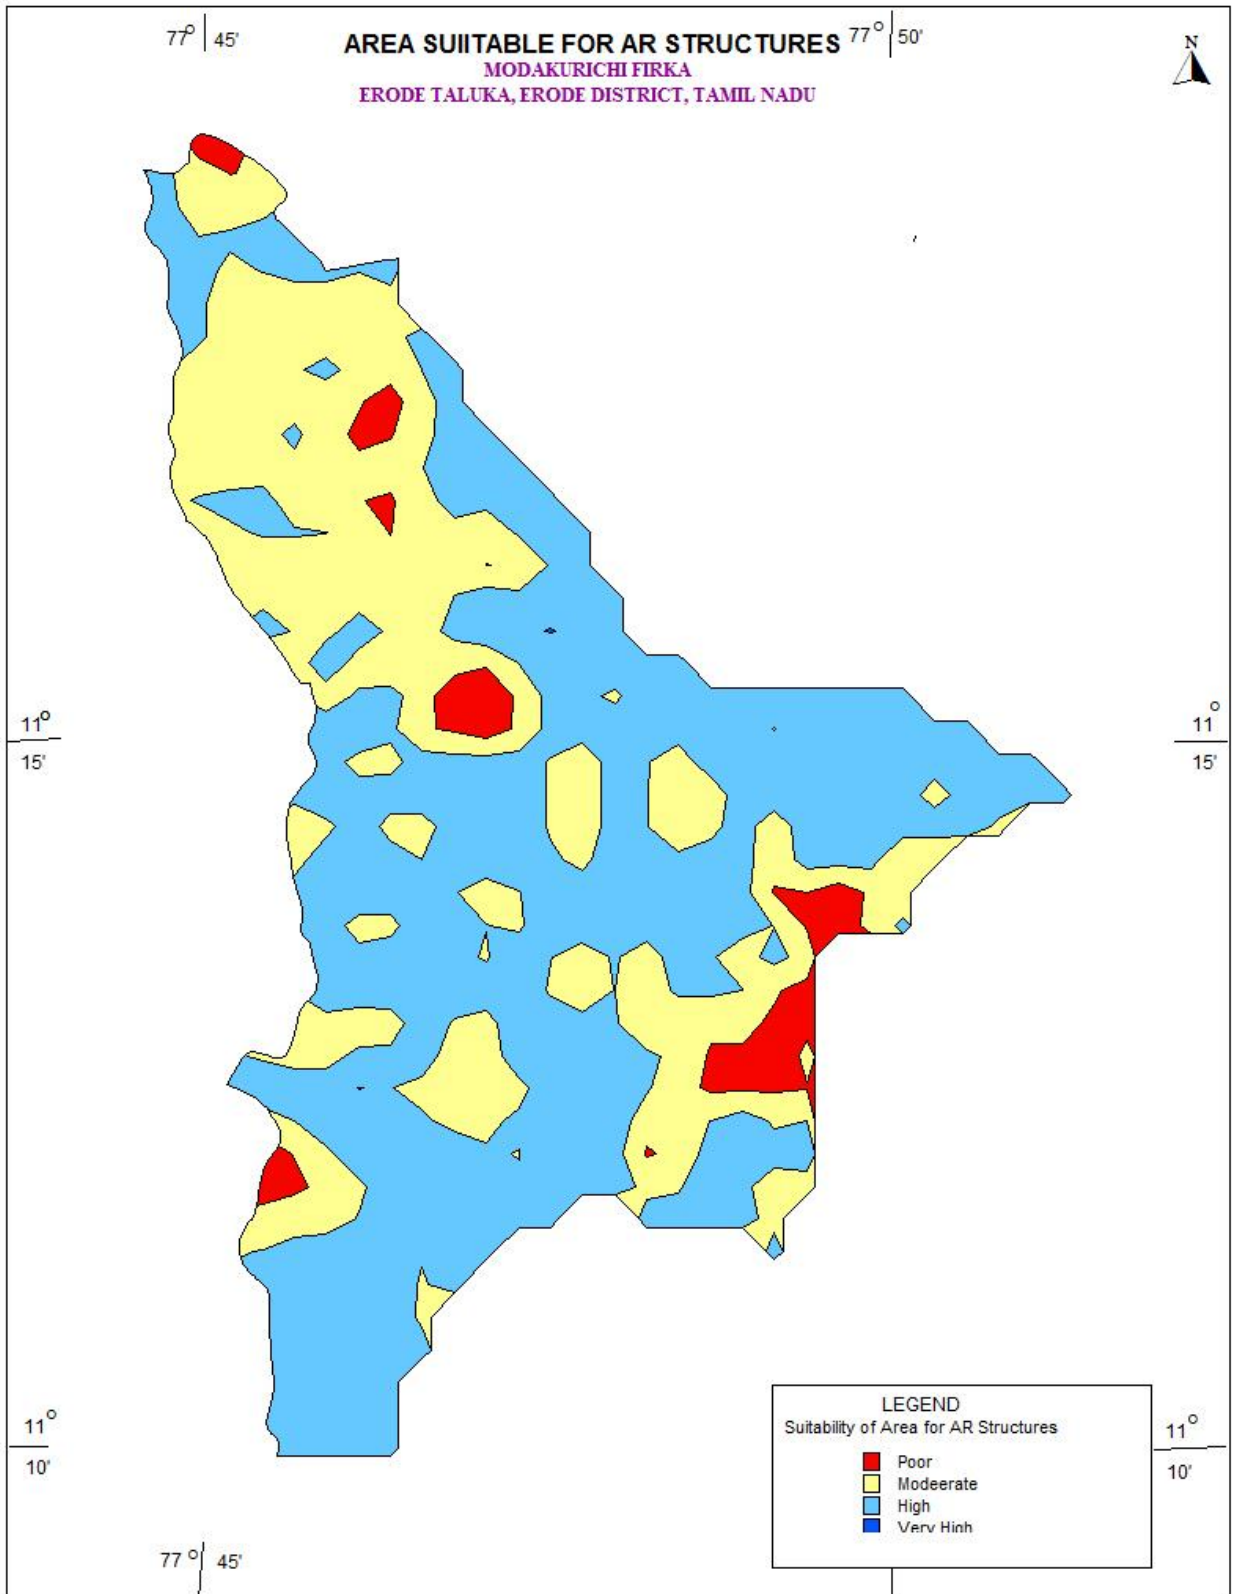 77° 45'
AREA SUIITABLE FOR AR STRUCTURES
77° 50'
MODAKURICHI FIRKA
ERODE TALUKA, ERODE DISTRICT, TAMIL NADU
N
11°
15'
11°
15'
11°
10'
11°
10'
LEGEND
Suitability of Area for AR Structures
Poor
Modeerate
High
Very High
77° 45'